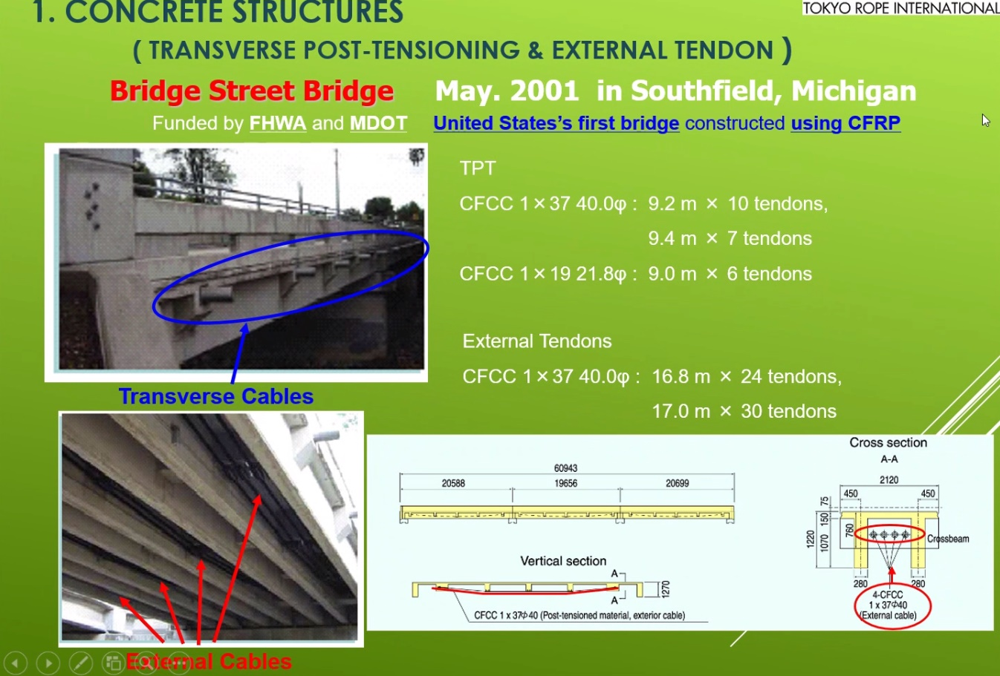 1. CONCRETE STRUCTURES
TOKYO ROPE INTERNATIONAL
( TRANSVERSE POST-TENSIONING & EXTERNAL TENDON )
Bridge Street Bridge May. 2001 in Southfield, Michigan
Funded by FHWA and MDOT United States's first bridge constructed using CFRP
TPT
CFCC 1×37 40.0φ : 9.2 m × 10 tendons,
9.4 m × 7 tendons
CFCC 1×19 21.8φ : 9.0 m × 6 tendons
External Tendons
CFCC 1×37 40.0φ : 16.8 m × 24 tendons,
17.0 m × 30 tendons
Transverse Cables
External Cables
60943
20588 19656 20699
Vertical section
A
A
1270
CFCC 1 x 37Φ40 (Post-tensioned material, exterior cable)
Cross section
A-A
2120
450 450
75
150
760
1220
1070
Crossbeam
280 280
4-CFCC
1 x 37Φ40
(External cable)